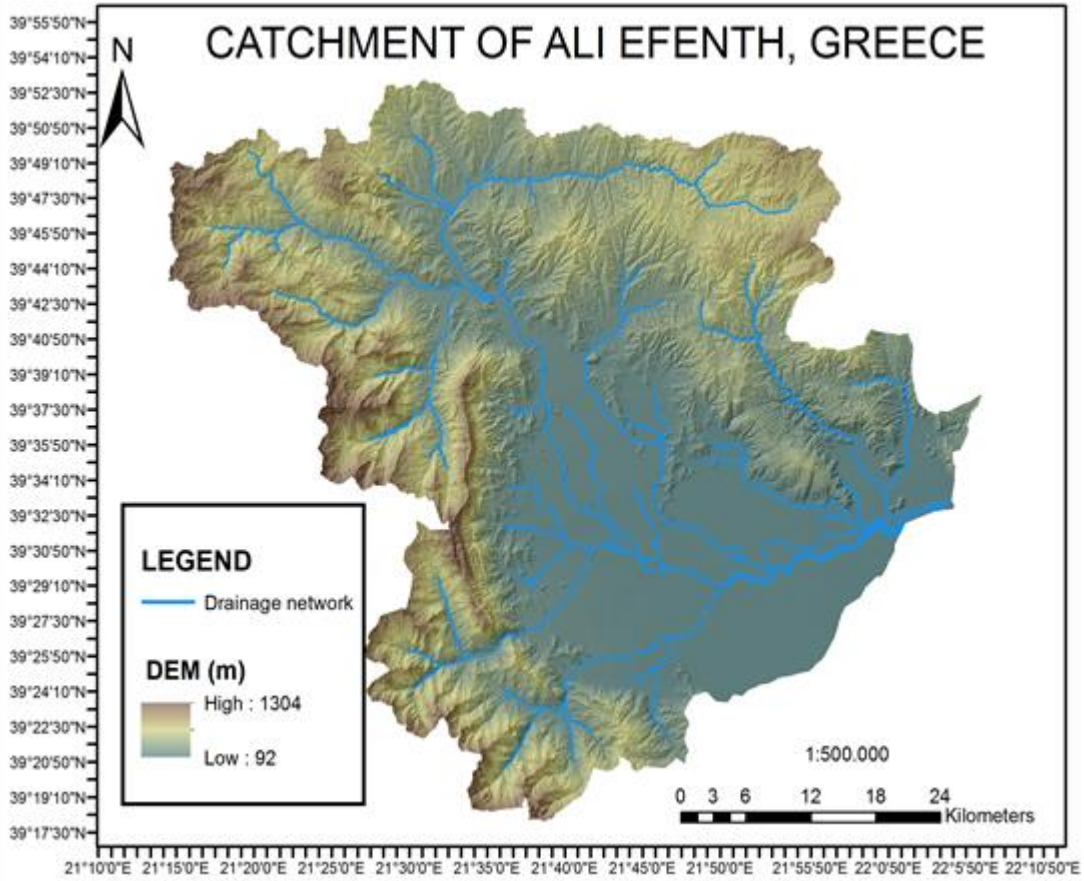 CATCHMENT OF ALI EFENTH, GREECE
N
39°55'50"N
39°54'10"N
39°52'30"N
39°50'50"N
39°49'10"N
39°47'30"N
39°45'50"N
39°44'10"N
39°42'30"N
39°40'50"N
39°39'10"N
39°37'30"N
39°35'50"N
39°34'10"N
39°32'30"N
39°30'50"N
39°29'10"N
39°27'30"N
39°25'50"N
39°24'10"N
39°22'30"N
39°20'50"N
39°19'10"N
39°17'30"N
LEGEND
Drainage network
DEM (m)
High : 1304
Low : 92
1:500.000
0 3 6 12 18 24
Kilometers
21°10'0"E 21°15'0"E 21°20'0"E 21°25'0"E 21°30'0"E 21°35'0"E 21°40'0"E 21°45'0"E 21°50'0"E 21°55'0"E 22°0'50"E 22°5'50"E 22°10'50"E